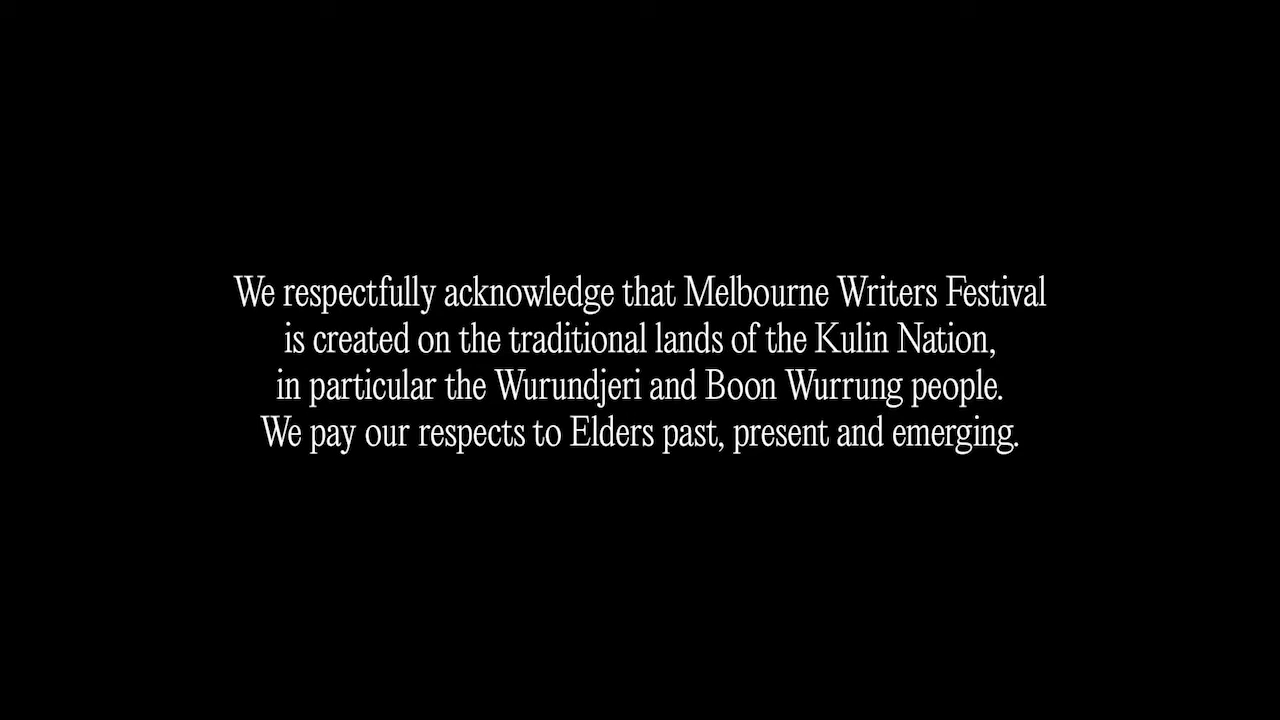 We respectfully acknowledge that Melbourne Writers Festival
is created on the traditional lands of the Kulin Nation,
in particular the Wurundjeri and Boon Wurrung people.
We pay our respects to Elders past, present and emerging.